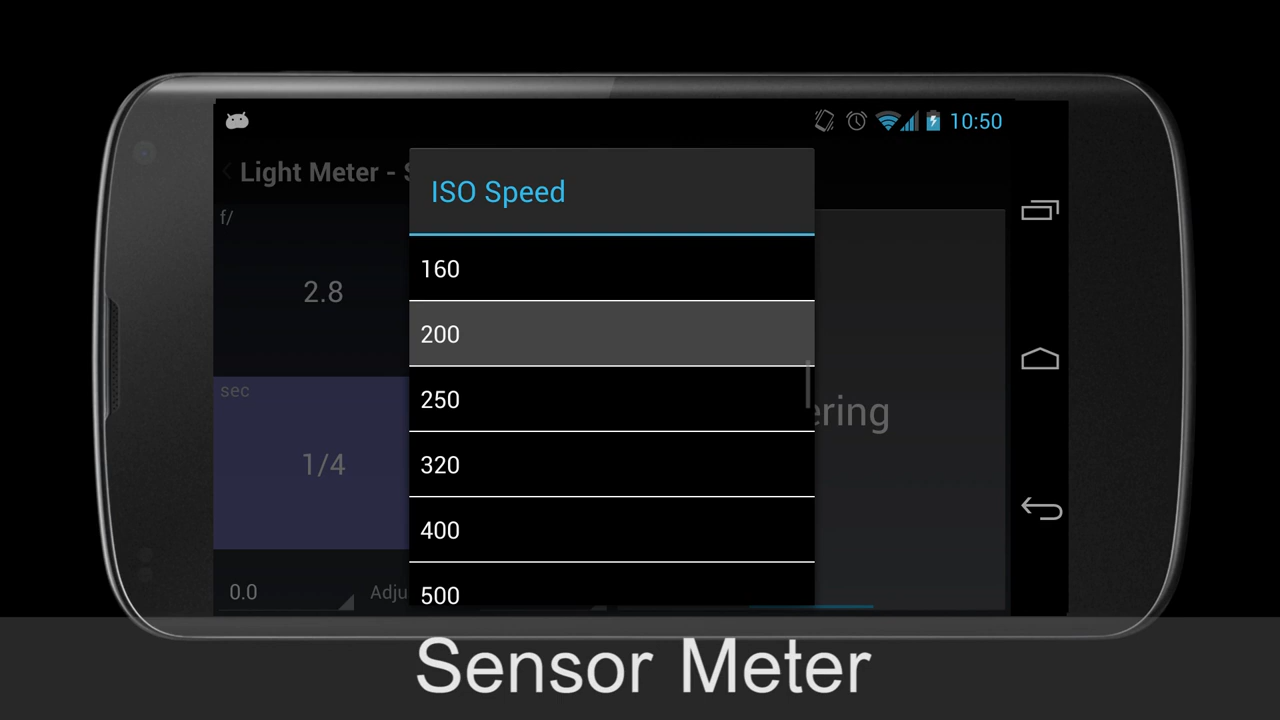 10:50
Light Meter -
ISO Speed
f/
2.8
sec
1/4
0.0
Adju
160
200
250
320
400
500
ering
Sensor Meter